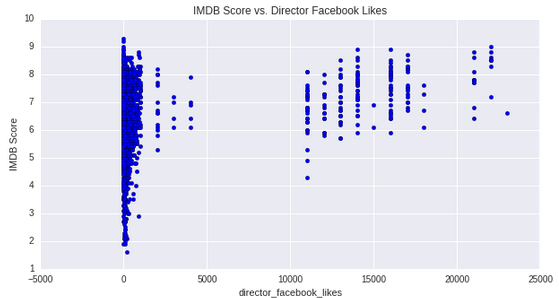 IMDB Score vs. Director Facebook Likes
10
9
8
7
6
5
4
3
2
1
IMDB Score
−5000 0 5000 10000 15000 20000 25000
director_facebook_likes